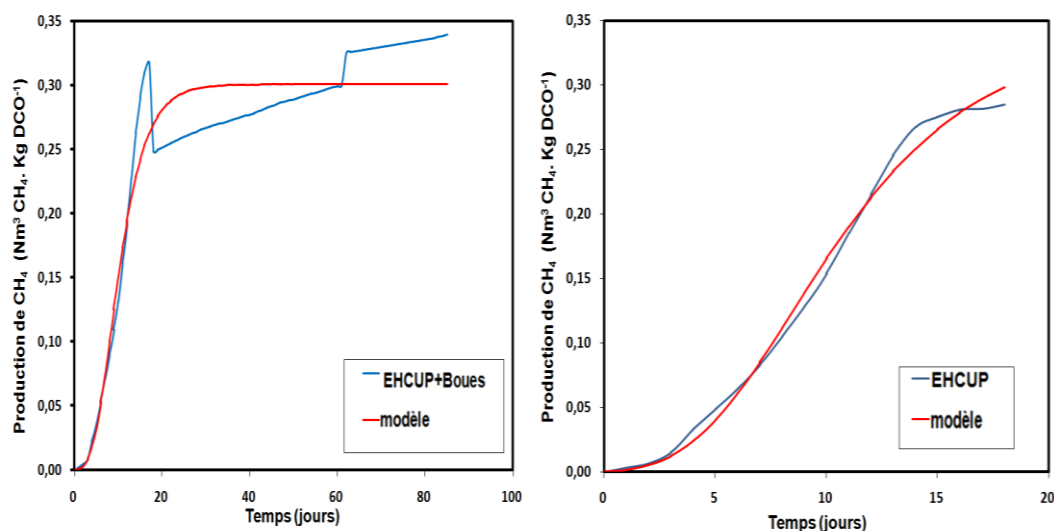 Production de CH₄ (Nm³ CH₄. Kg DCO⁻¹)
0,35
0,30
0,25
0,20
0,15
0,10
0,05
0,00
0 20 40 60 80 100
Temps (jours)
EHCUP+Boues
modèle
Production de CH₄ (Nm³ CH₄. Kg DCO⁻¹)
0,35
0,30
0,25
0,20
0,15
0,10
0,05
0,00
0 5 10 15 20
Temps (jours)
EHCUP
modèle